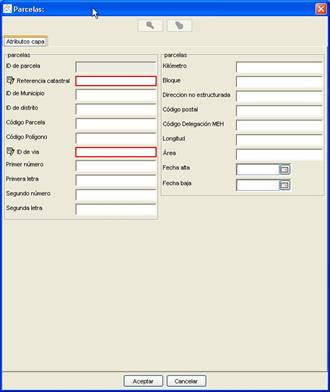 Parcelas:
Atributos capa
parcelas
ID de parcela
Referencia catastral
ID de Municipio
ID de distrito
Código Parcela
Código Polígono
ID de via
Primer número
Primera letra
Segundo número
Segunda letra
parcelas
Kilómetro
Bloque
Direccion no estructurada
Código postal
Código Delegación MEH
Longitud
Área
Fecha alta
Fecha baja
Aceptar
Cancelar